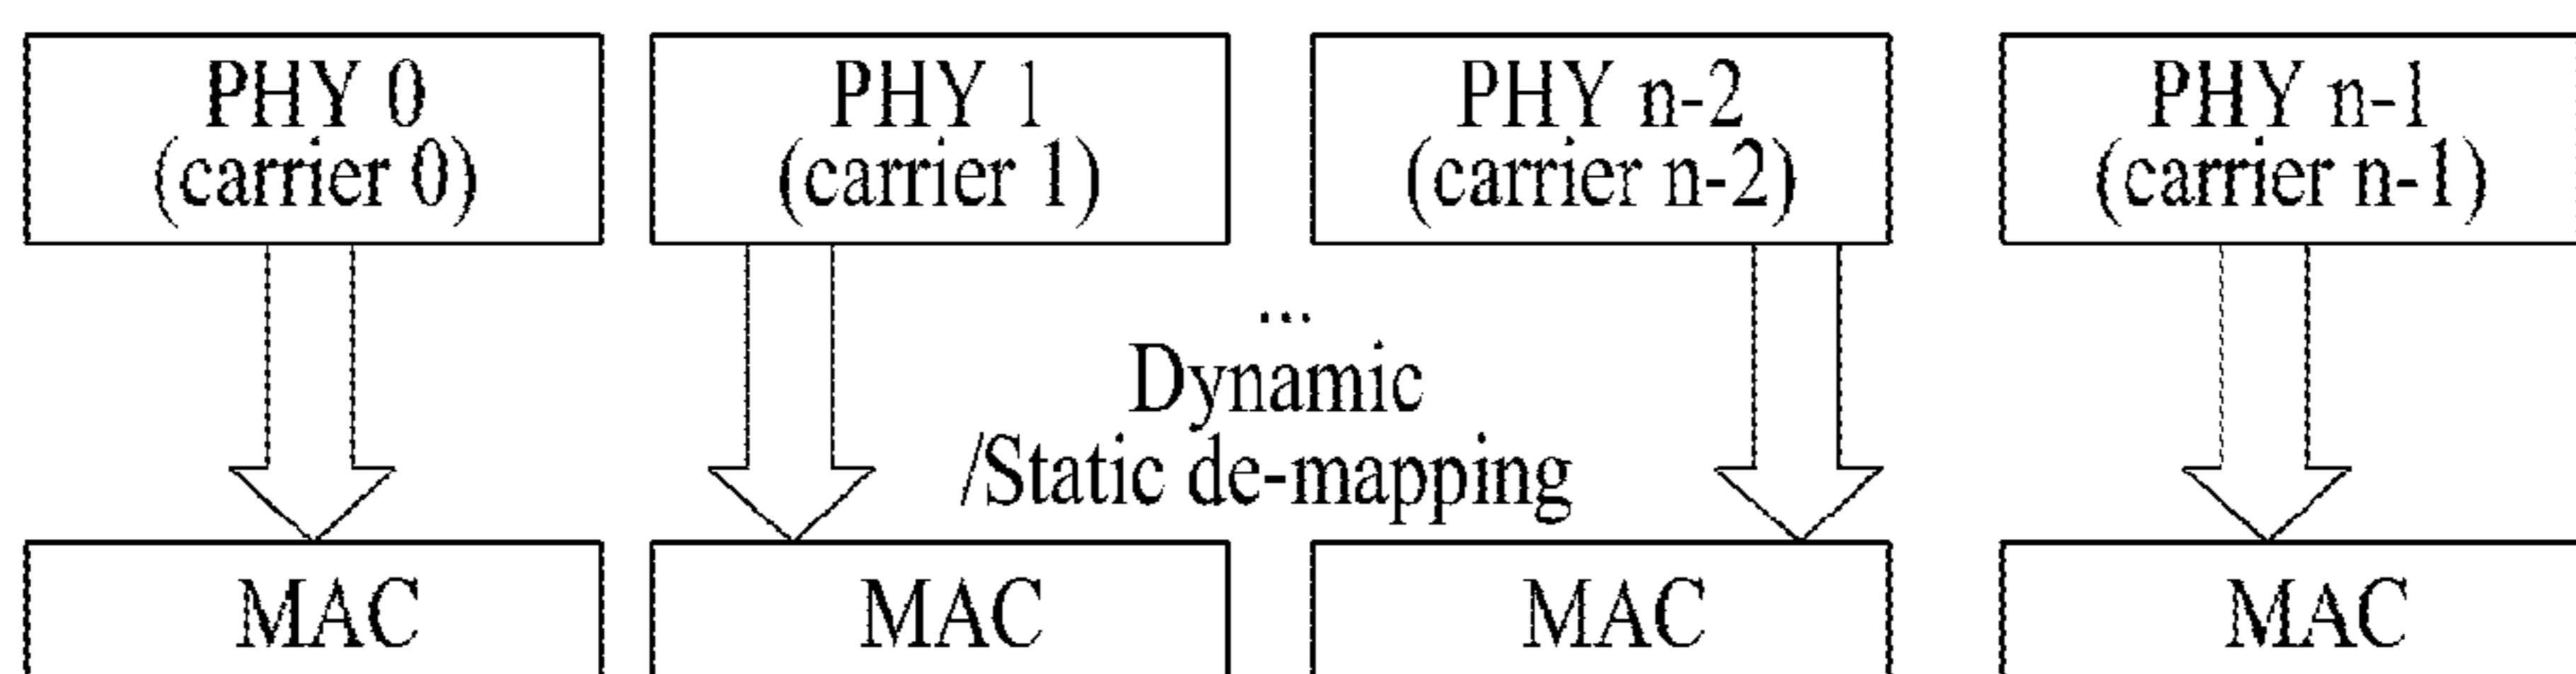 PHY 0
(carrier 0)
PHY 1
(carrier 1)
PHY n-2
(carrier n-2)
PHY n-1
(carrier n-1)
...
Dynamic
/Static de-mapping
MAC
MAC
MAC
MAC